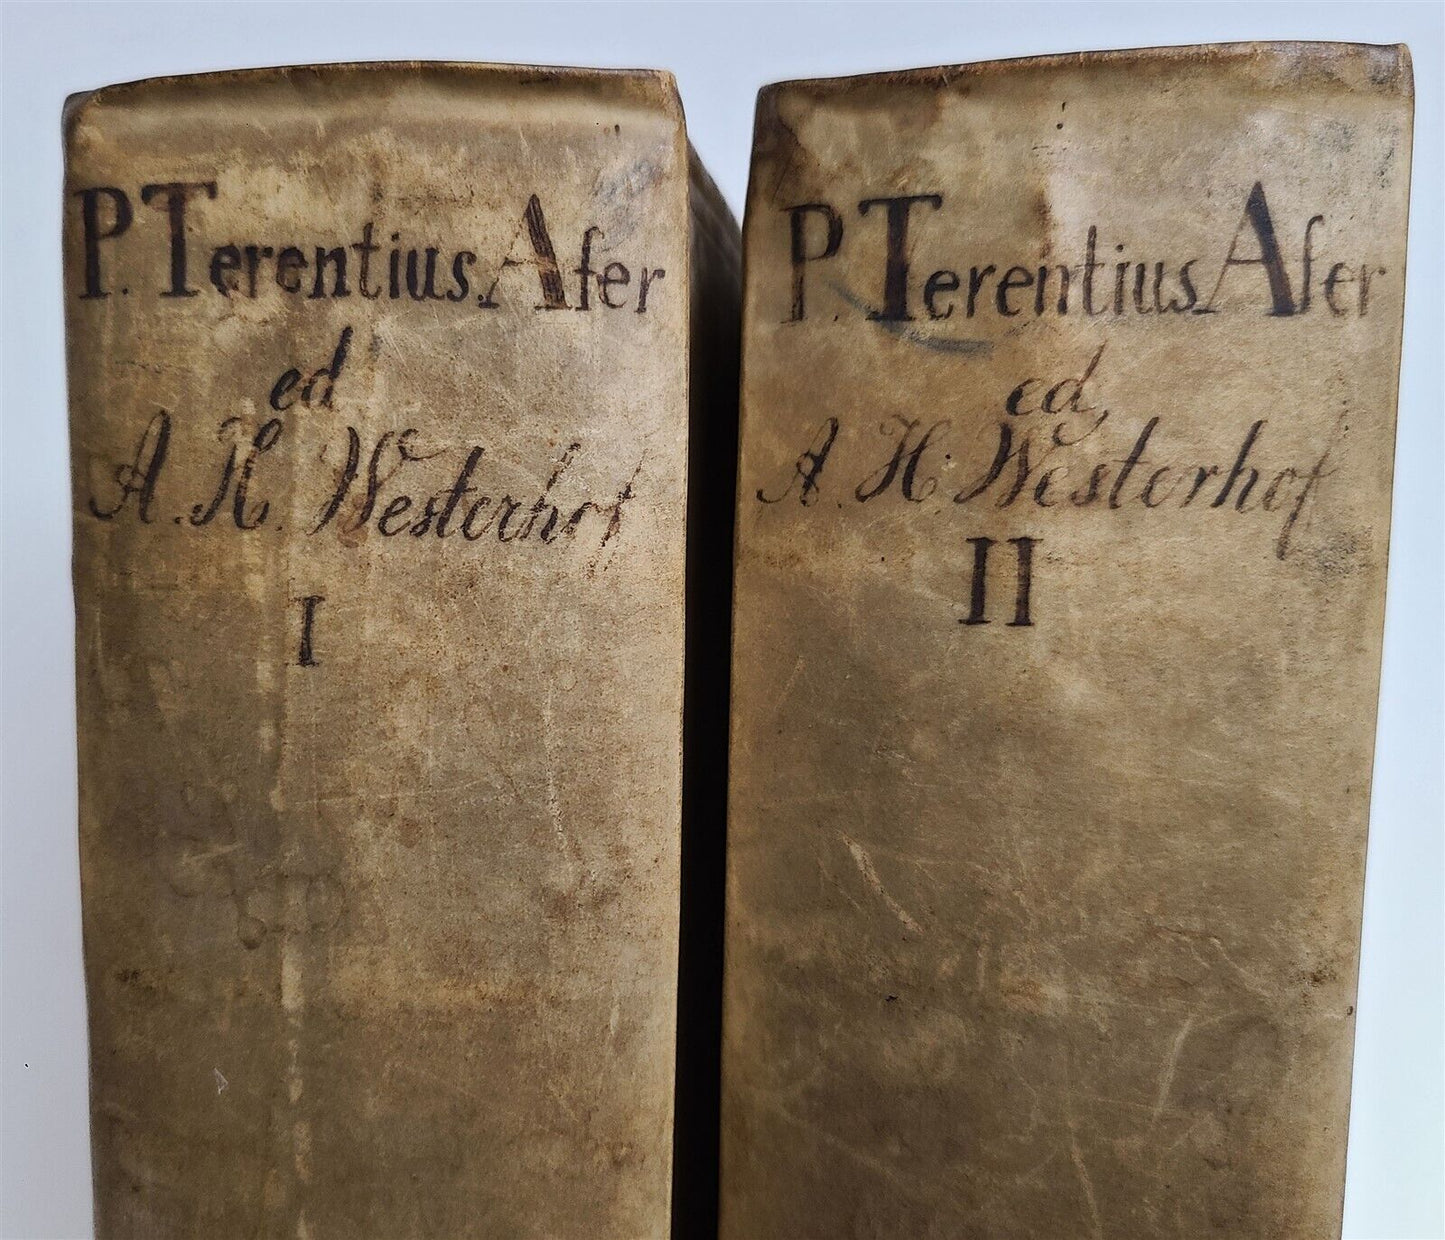 P. Terentius. Afer
ed
A. H. Westerhof
I
P. Terentius. Afer
ed,
A. H. Westerhof
II